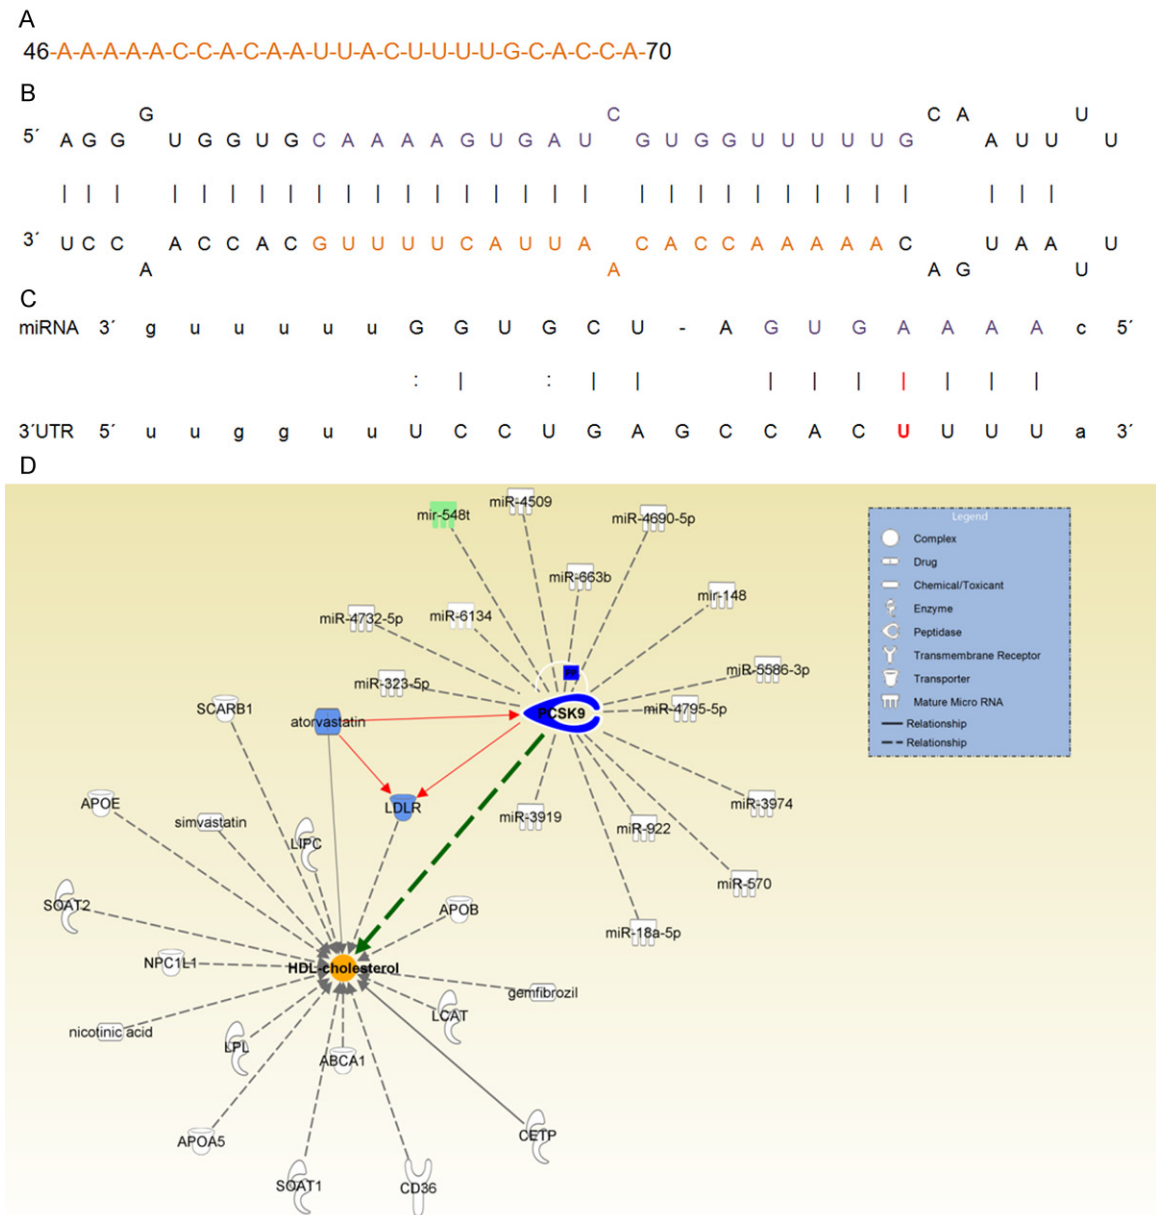 A
46-A-A-A-A-A-C-C-A-C-A-A-U-U-A-C-U-U-U-U-G-C-A-C-C-A-70
B
G C C A U
5´ A G G U G G U G C A A A A G U G A U G U G G U U U U U G A U U U
| | | | | | | | | | | | | | | | | | | | | | | | | | | | | | |
3´ U C C A C C A C G U U U U C A U U A C A C C A A A A A C U A A U
A A A G U
C
miRNA 3´ g u u u u u G G U G C U - A G U G A A A A c 5´
: | : | | | | | | | | |
3´UTR 5´ u u g g u u U C C U G A G C C A C U U U U a 3´
D
miR-4509
mir-548t
miR-4690-5p
Legend
Complex
Drug
Chemical/Toxicant
Enzyme
Peptidase
Transmembrane Receptor
Transporter
Mature Micro RNA
Relationship
Relationship
miR-663b
mir-148
miR-6134
miR-4732-5p
miR-5586-3p
miR-323-5p
SCARB1
atorvastatin
PCSK9
miR-4795-5p
APOE
LDLR
miR-3974
simvastatin
miR-3919
miR-922
LIPC
miR-570
SOAT2
APOB
miR-18a-5p
NPC1L1
HDL-cholesterol
gemfibrozil
nicotinic acid
LCAT
LPL
ABCA1
CETP
APOA5
SOAT1
CD36